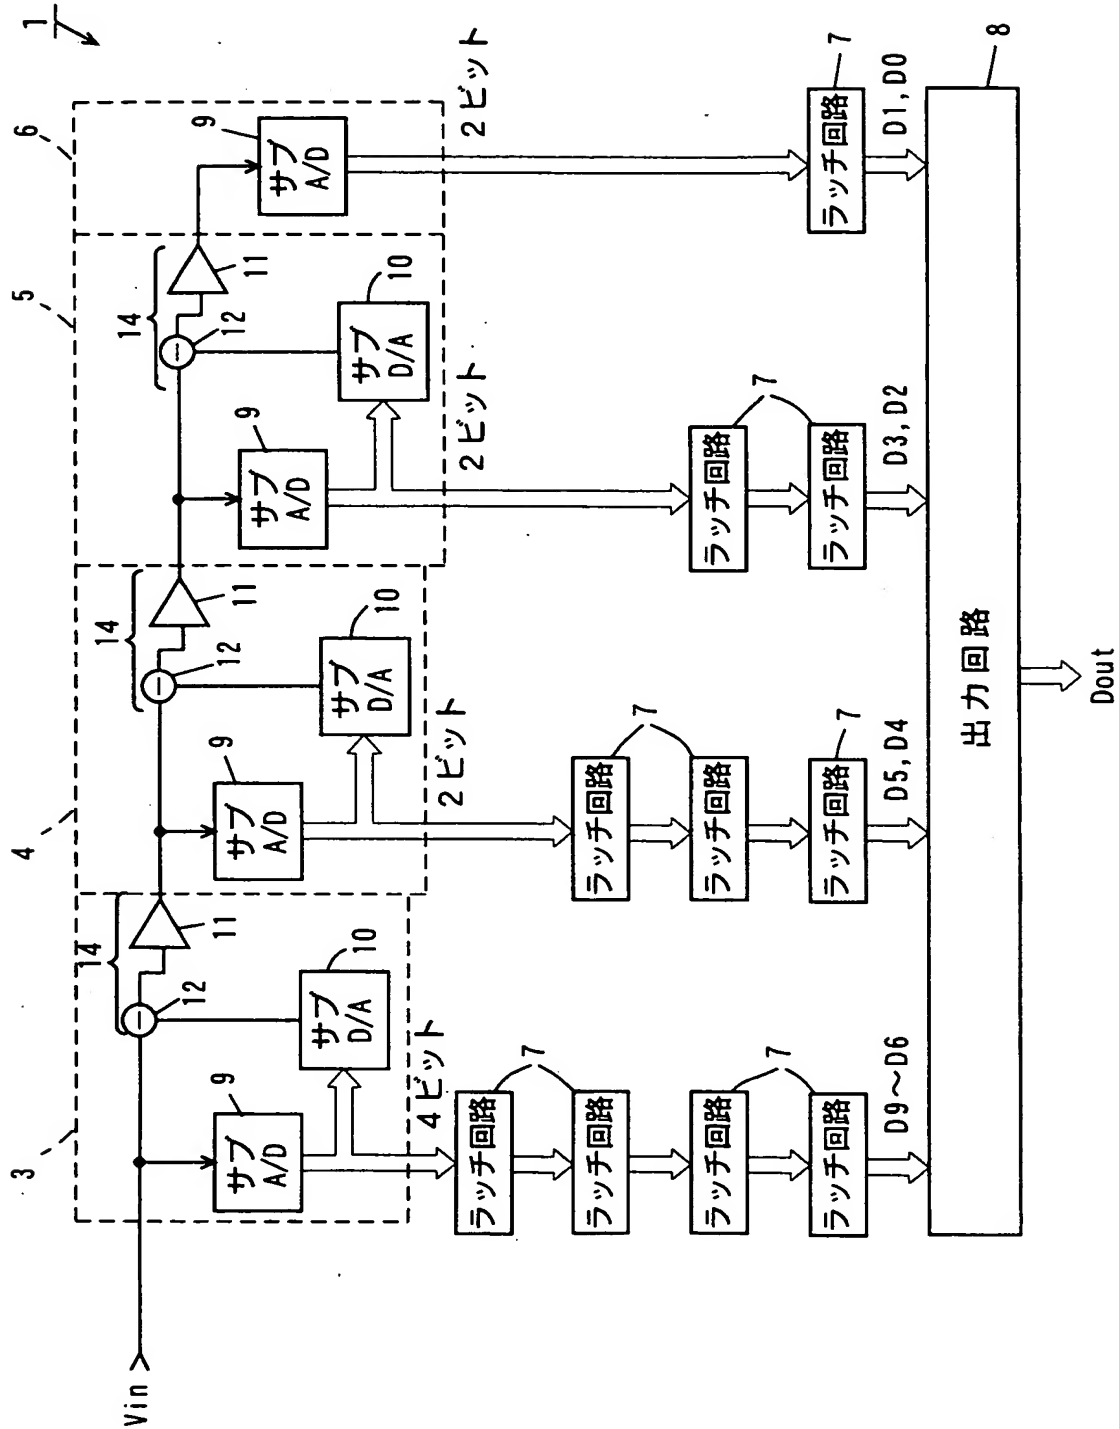 1
3
4
5
6
Vin
14
14
14
12
11
12
11
12
11
9
サブ
A/D
10
サブ
D/A
9
サブ
A/D
10
サブ
D/A
9
サブ
A/D
10
サブ
D/A
9
サブ
A/D
4ビット
2ビット
2ビット
2ビット
ラッチ回路
7
ラッチ回路
ラッチ回路
7
ラッチ回路
D9〜D6
ラッチ回路
7
ラッチ回路
ラッチ回路
7
D5,D4
ラッチ回路
7
ラッチ回路
D3,D2
ラッチ回路
7
D1,D0
出力回路
8
Dout